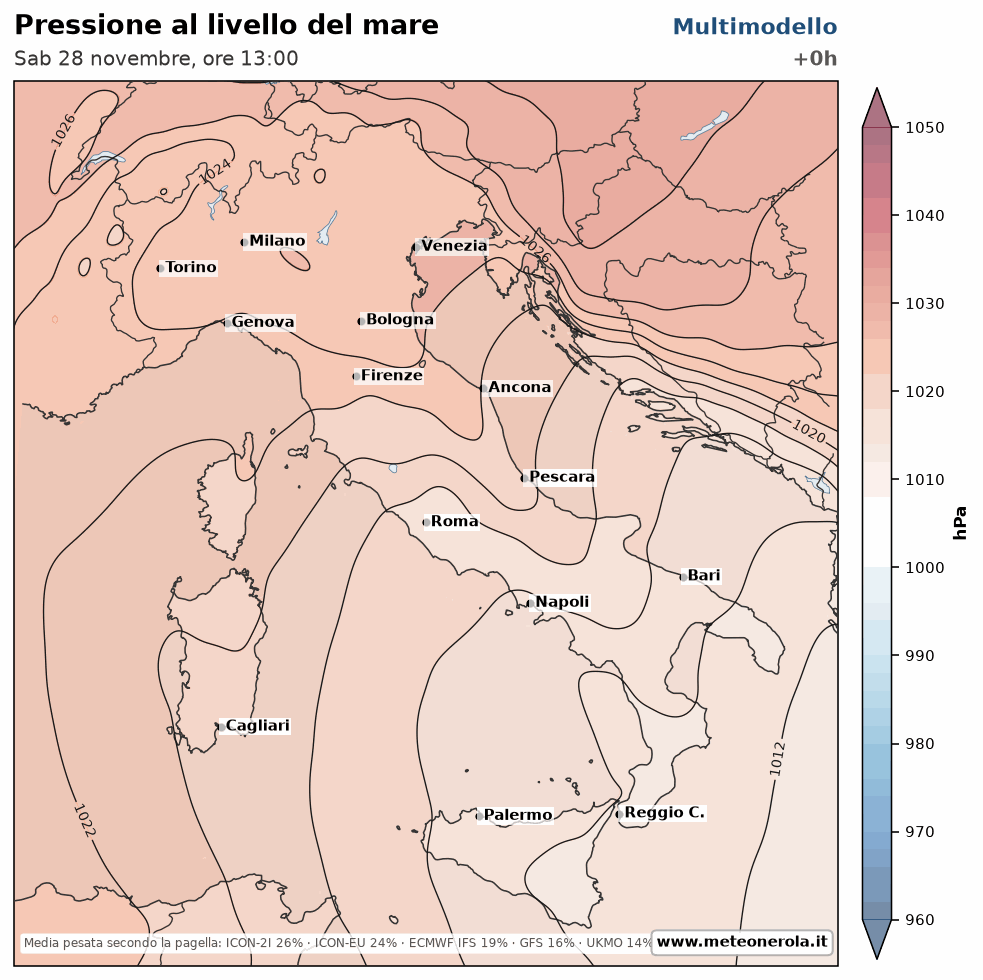 Pressione al livello del mare
Multimodello
Sab 28 novembre, ore 13:00
+0h
1026
1024
Milano
Venezia
Torino
1026
Genova
Bologna
Firenze
Ancona
1020
Pescara
Roma
Bari
Napoli
Cagliari
1012
1022
Palermo
Reggio C.
Media pesata secondo la pagella: ICON-2I 26% · ICON-EU 24% · ECMWF IFS 19% · GFS 16% · UKMO 14%
www.meteonerola.it
1050
1040
1030
1020
1010
1000
990
980
970
960
hPa